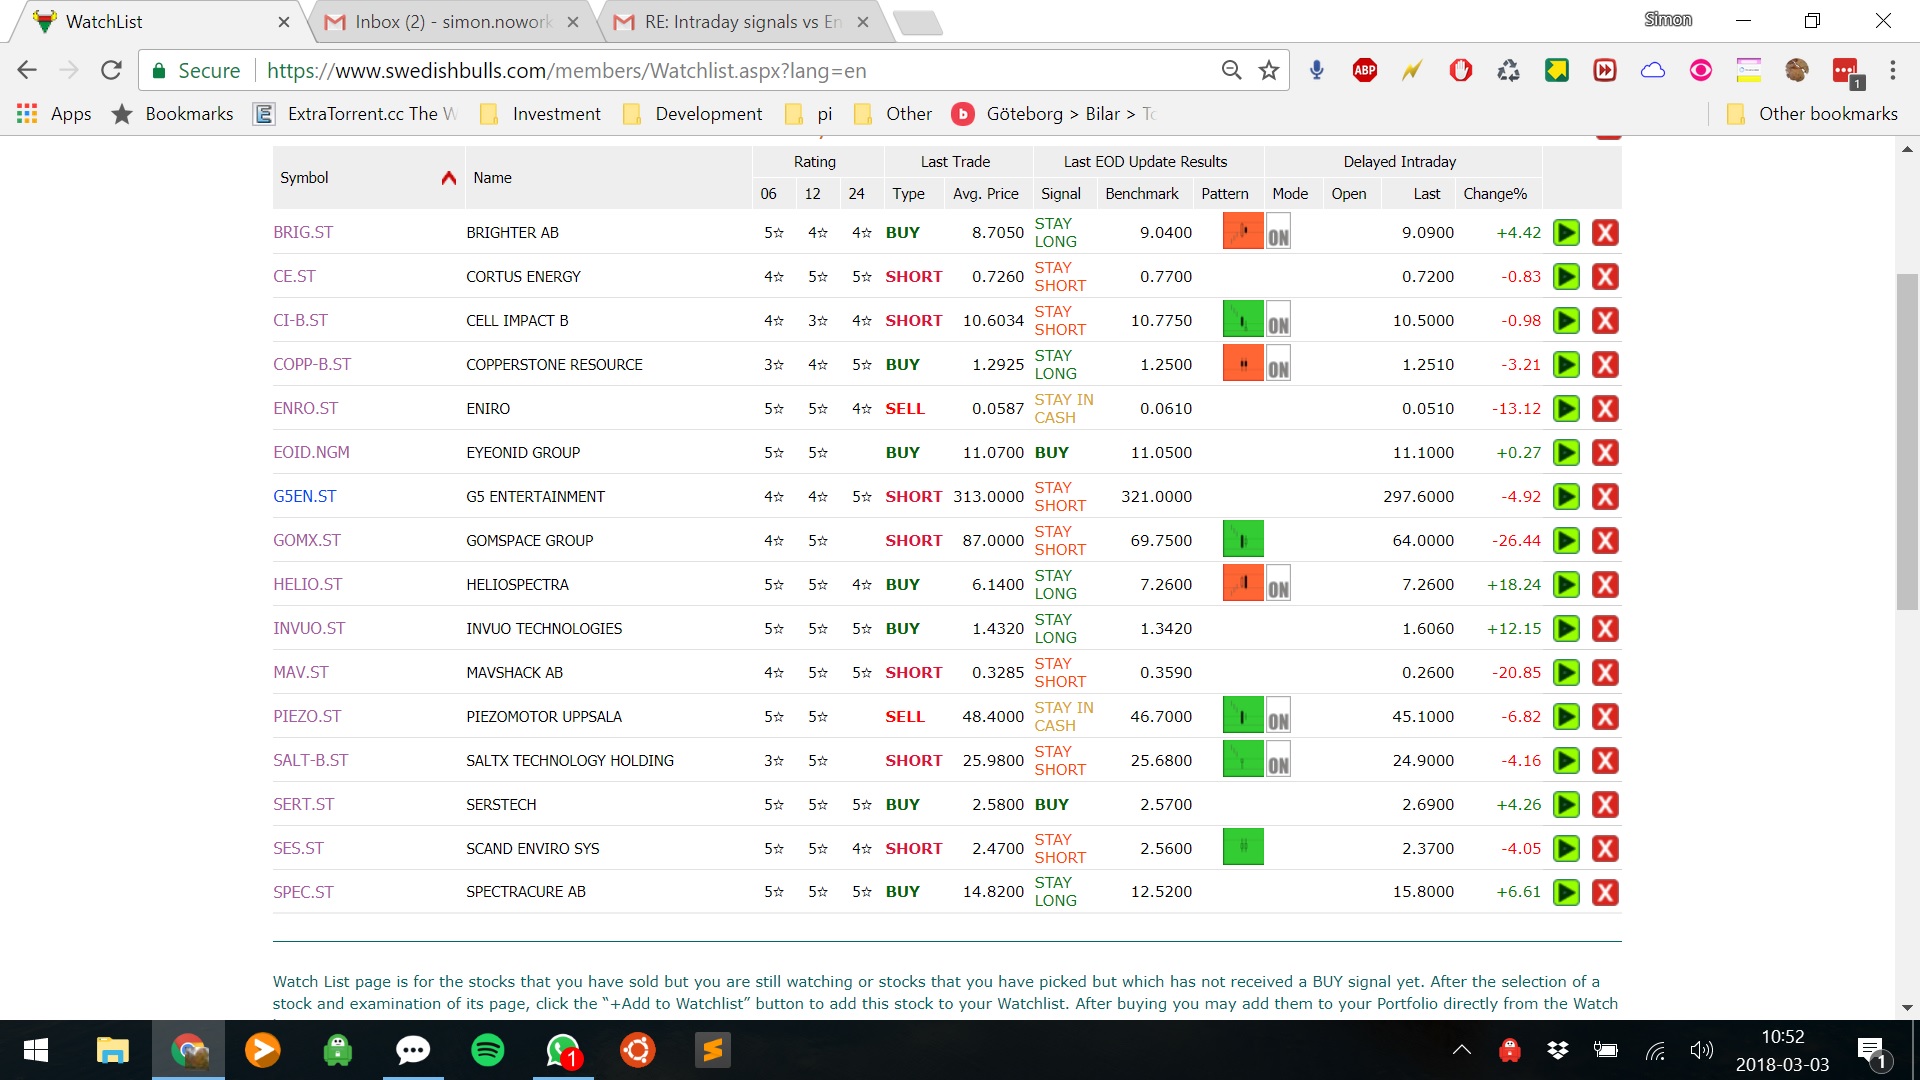 WatchList
Inbox (2) - simon.nowork
RE: Intraday signals vs En
Simon
Secure
https://www.swedishbulls.com/members/Watchlist.aspx?lang=en
ABP
1
Apps
Bookmarks
ExtraTorrent.cc The W
Investment
Development
pi
Other
Göteborg > Bilar > To
Other bookmarks
Symbol Name Rating Last Trade Last EOD Update Results Delayed Intraday
06 12 24 Type Avg. Price Signal Benchmark Pattern Mode Open Last Change%
BRIG.ST BRIGHTER AB 5☆ 4☆ 4☆ BUY 8.7050 STAY LONG 9.0400 ON 9.0900 +4.42 X
CE.ST CORTUS ENERGY 4☆ 5☆ 5☆ SHORT 0.7260 STAY SHORT 0.7700 0.7200 -0.83 X
CI-B.ST CELL IMPACT B 4☆ 3☆ 4☆ SHORT 10.6034 STAY SHORT 10.7750 ON 10.5000 -0.98 X
COPP-B.ST COPPERSTONE RESOURCE 3☆ 4☆ 5☆ BUY 1.2925 STAY LONG 1.2500 ON 1.2510 -3.21 X
ENRO.ST ENIRO 5☆ 5☆ 4☆ SELL 0.0587 STAY IN CASH 0.0610 0.0510 -13.12 X
EOID.NGM EYEONID GROUP 5☆ 5☆ BUY 11.0700 BUY 11.0500 11.1000 +0.27 X
G5EN.ST G5 ENTERTAINMENT 4☆ 4☆ 5☆ SHORT 313.0000 STAY SHORT 321.0000 297.6000 -4.92 X
GOMX.ST GOMSPACE GROUP 4☆ 5☆ SHORT 87.0000 STAY SHORT 69.7500 64.0000 -26.44 X
HELIO.ST HELIOSPECTRA 5☆ 5☆ 4☆ BUY 6.1400 STAY LONG 7.2600 ON 7.2600 +18.24 X
INVUO.ST INVUO TECHNOLOGIES 5☆ 5☆ 5☆ BUY 1.4320 STAY LONG 1.3420 1.6060 +12.15 X
MAV.ST MAVSHACK AB 4☆ 5☆ 5☆ SHORT 0.3285 STAY SHORT 0.3590 0.2600 -20.85 X
PIEZO.ST PIEZOMOTOR UPPSALA 5☆ 5☆ SELL 48.4000 STAY IN CASH 46.7000 ON 45.1000 -6.82 X
SALT-B.ST SALTX TECHNOLOGY HOLDING 3☆ 5☆ SHORT 25.9800 STAY SHORT 25.6800 ON 24.9000 -4.16 X
SERT.ST SERSTECH 5☆ 5☆ 5☆ BUY 2.5800 BUY 2.5700 2.6900 +4.26 X
SES.ST SCAND ENVIRO SYS 5☆ 5☆ 4☆ SHORT 2.4700 STAY SHORT 2.5600 2.3700 -4.05 X
SPEC.ST SPECTRACURE AB 5☆ 5☆ 5☆ BUY 14.8200 STAY LONG 12.5200 15.8000 +6.61 X
Watch List page is for the stocks that you have sold but you are still watching or stocks that you have picked but which has not received a BUY signal yet. After the selection of a
stock and examination of its page, click the “+Add to Watchlist” button to add this stock to your Watchlist. After buying you may add them to your Portfolio directly from the Watch
1
10:52
2018-03-03
1